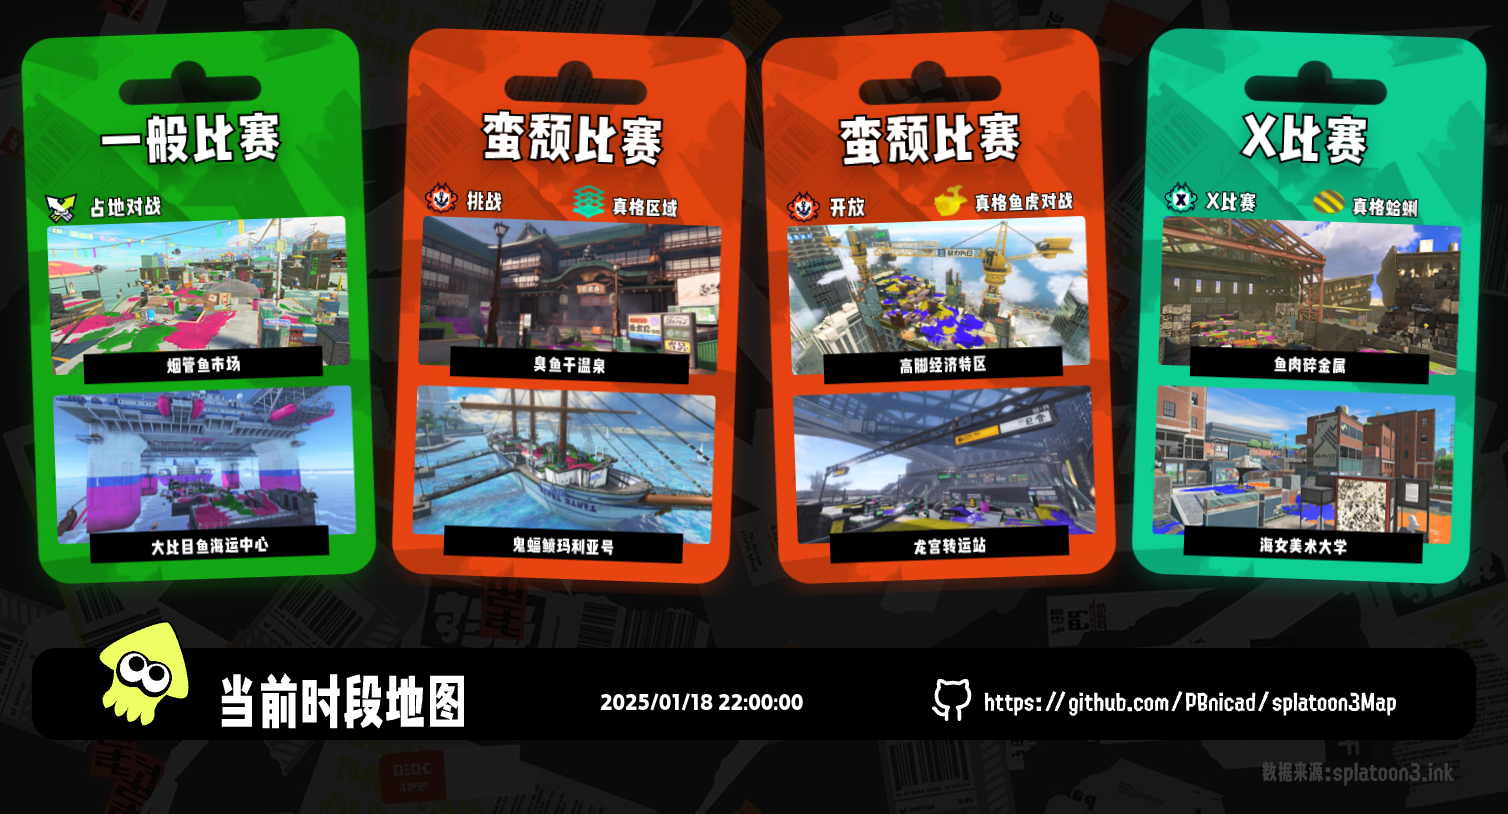 一般比赛
占地对战
烟管鱼市场
大比目鱼海运中心
蛮颓比赛
挑战
真格区域
臭鱼干温泉
鬼蝠鲼玛利亚号
蛮颓比赛
开放
真格鱼虎对战
高脚经济特区
龙宫转运站
X比赛
X比赛
真格蛤蜊
鱼肉碎金属
海女美术大学
当前时段地图
2025/01/18 22:00:00
https://github.com/PBnicad/splatoon3Map
数据来源:splatoon3.ink